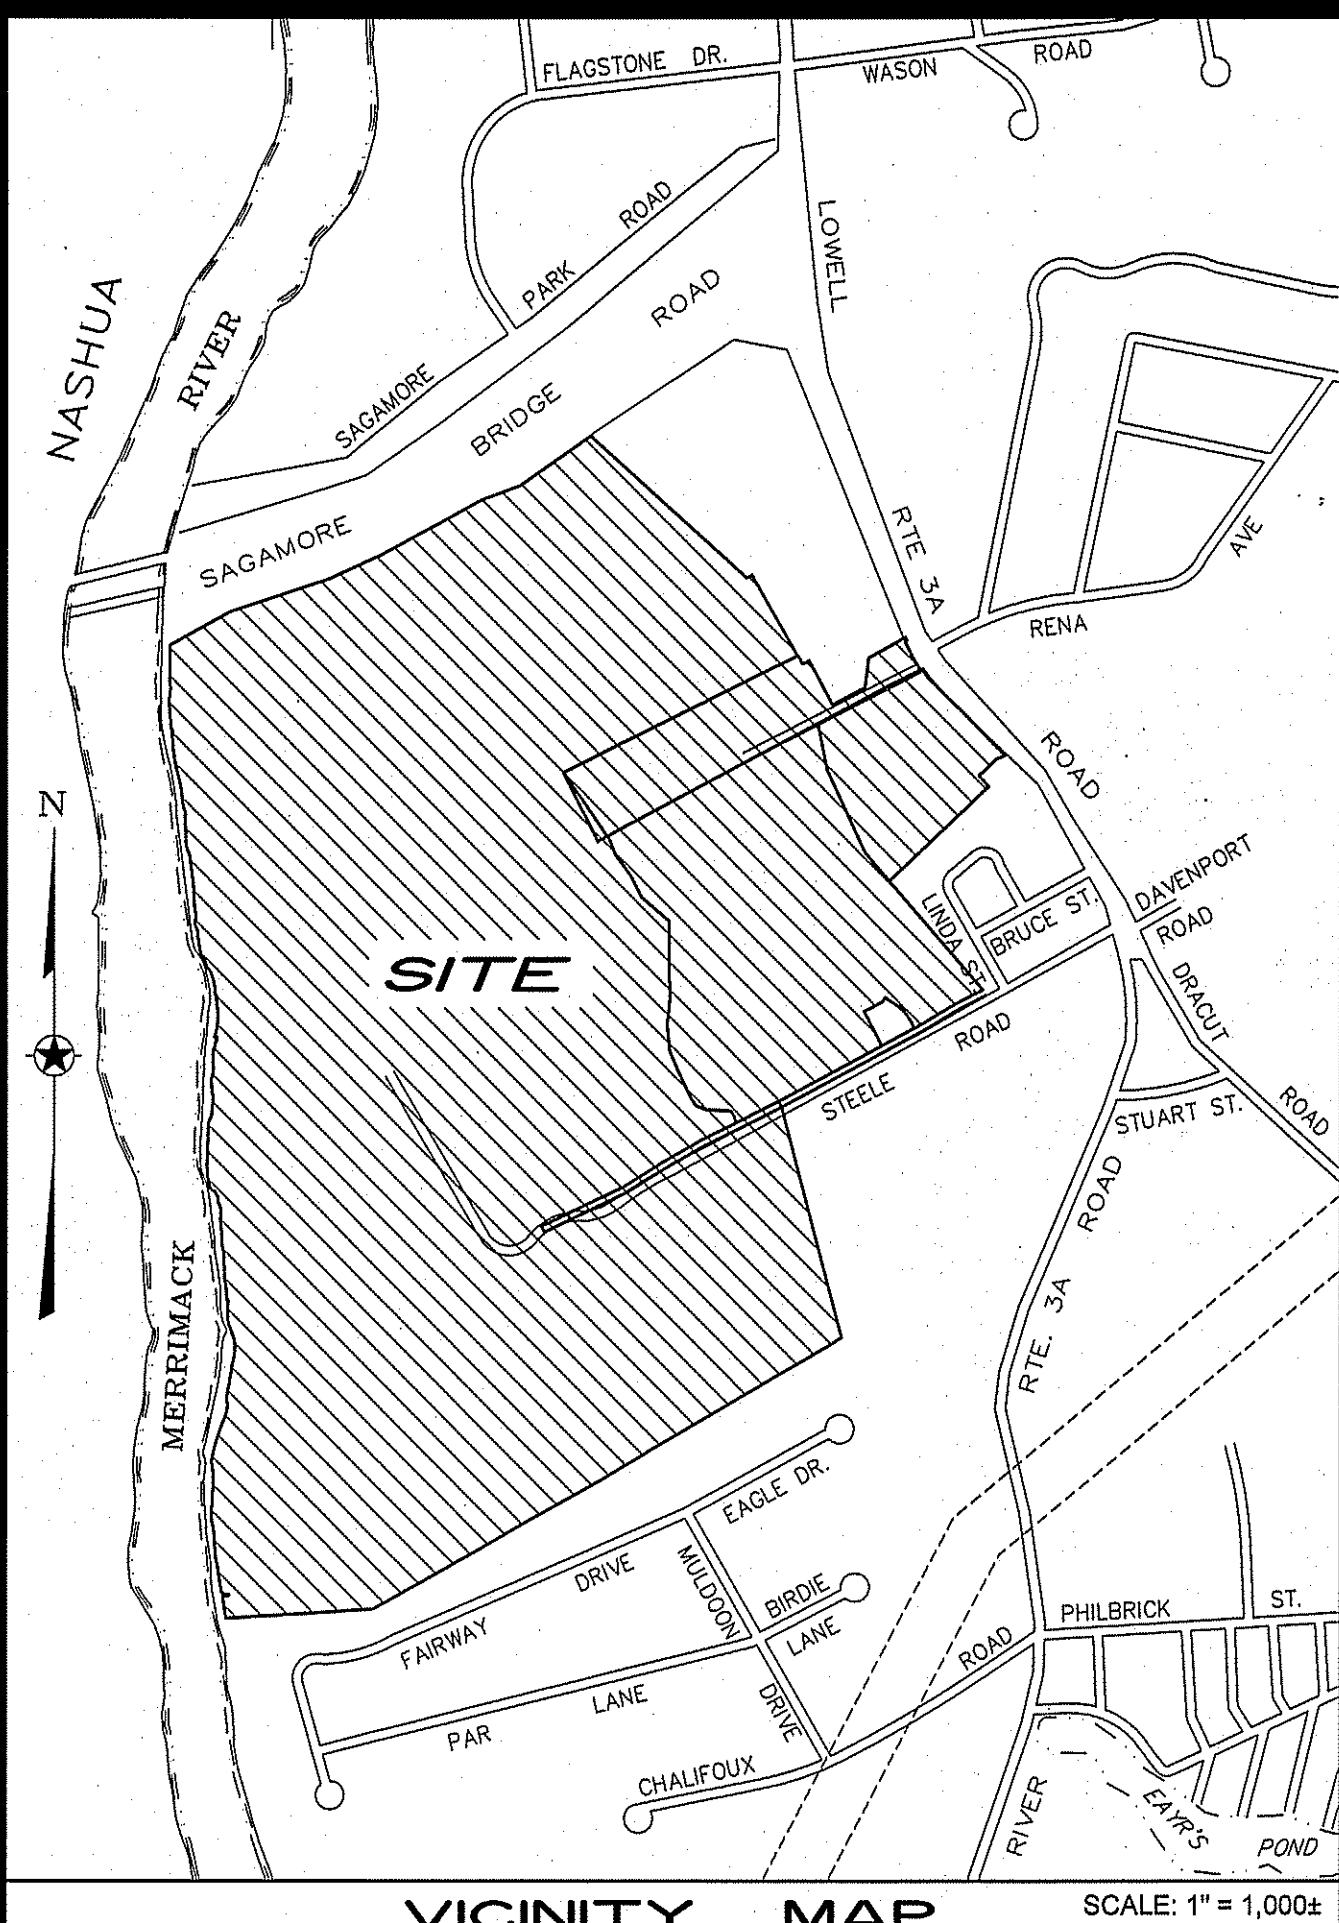 FLAGSTONE DR.
WASON ROAD
SAGAMORE PARK ROAD
LOWELL
NASHUA
RIVER
SAGAMORE BRIDGE ROAD
RTE 3A
AVE
RENA
ROAD
N
DAVENPORT
ROAD
LINDA ST.
BRUCE ST.
SITE
DRACUT
ROAD
STEELE ROAD
STUART ST.
ROAD
MERRIMACK
RTE. 3A
EAGLE DR.
FAIRWAY DRIVE
MULDOON
DRIVE
BIRDIE
LANE
PHILBRICK ST.
PAR LANE
CHALIFOUX
ROAD
RIVER
EAYR'S
POND
VICINITY MAP
SCALE: 1" = 1,000±